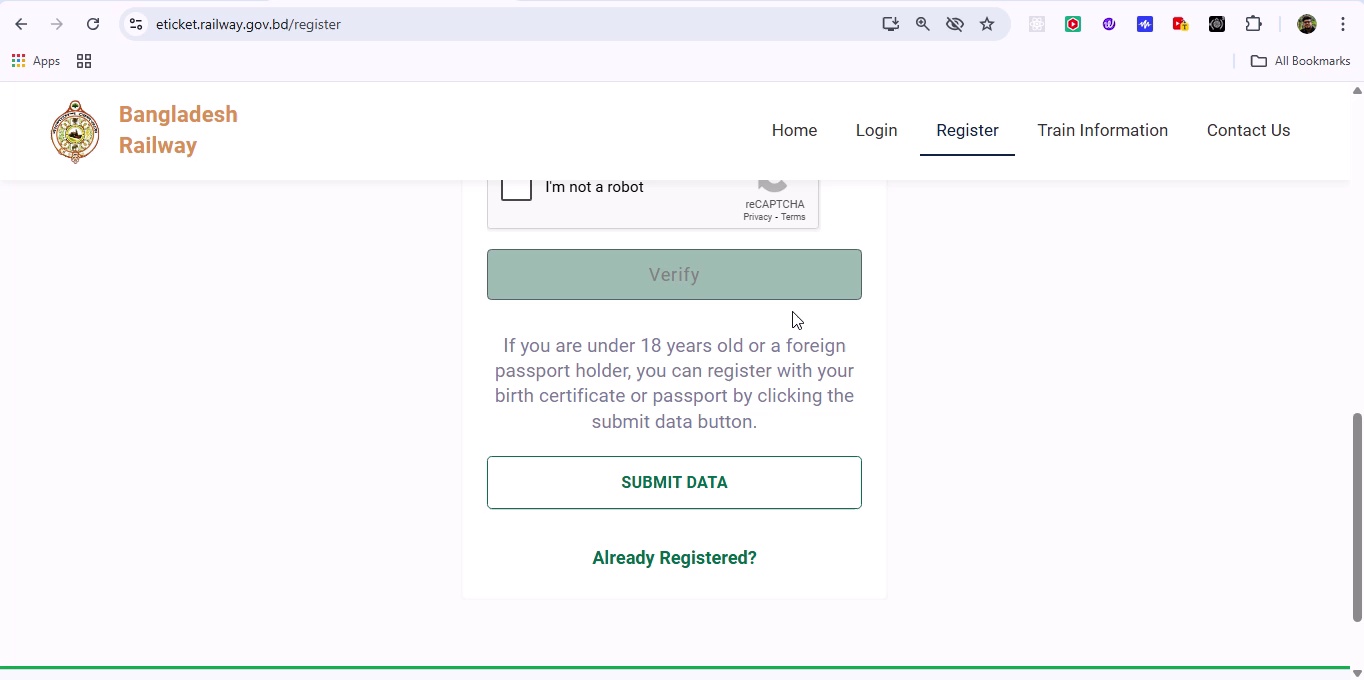 eticket.railway.gov.bd/register
Apps
All Bookmarks
Bangladesh
Railway
Home
Login
Register
Train Information
Contact Us
I'm not a robot
reCAPTCHA
Privacy - Terms
Verify
If you are under 18 years old or a foreign
passport holder, you can register with your
birth certificate or passport by clicking the
submit data button.
SUBMIT DATA
Already Registered?